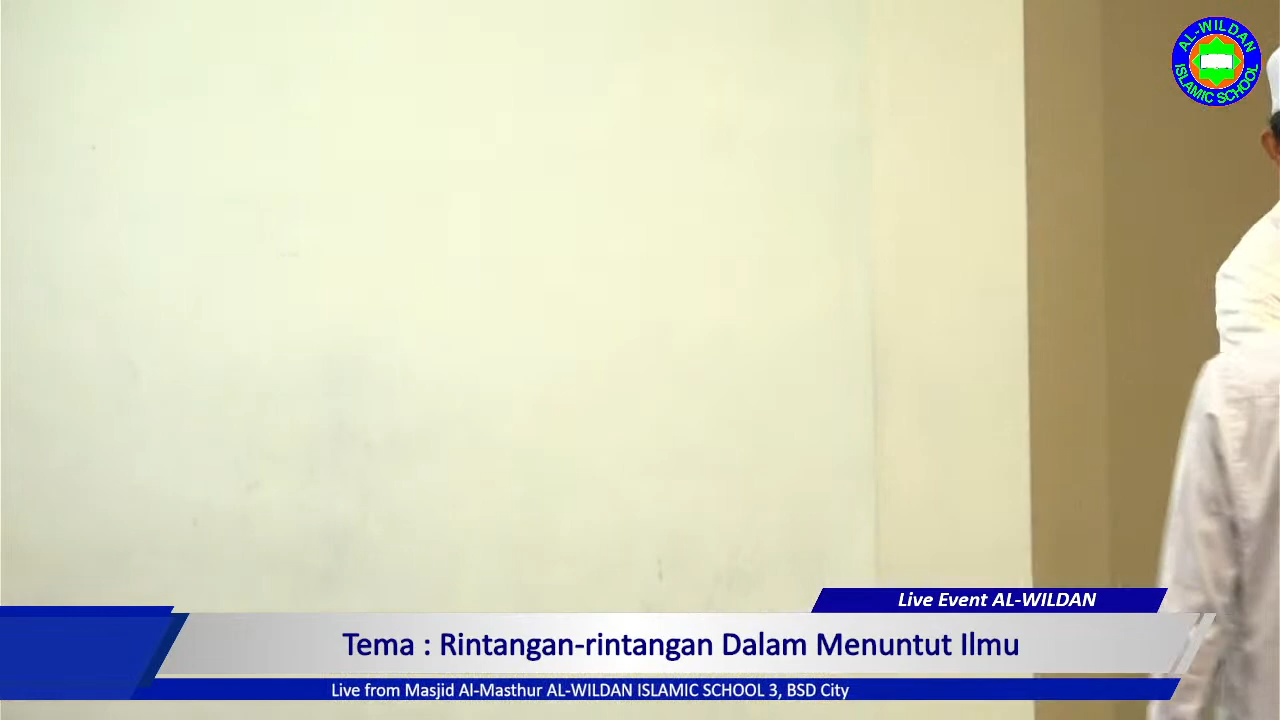 AL-WILDAN
ISLAMIC SCHOOL
Live Event AL-WILDAN
Tema : Rintangan-rintangan Dalam Menuntut Ilmu
Live from Masjid Al-Masthur AL-WILDAN ISLAMIC SCHOOL 3, BSD City